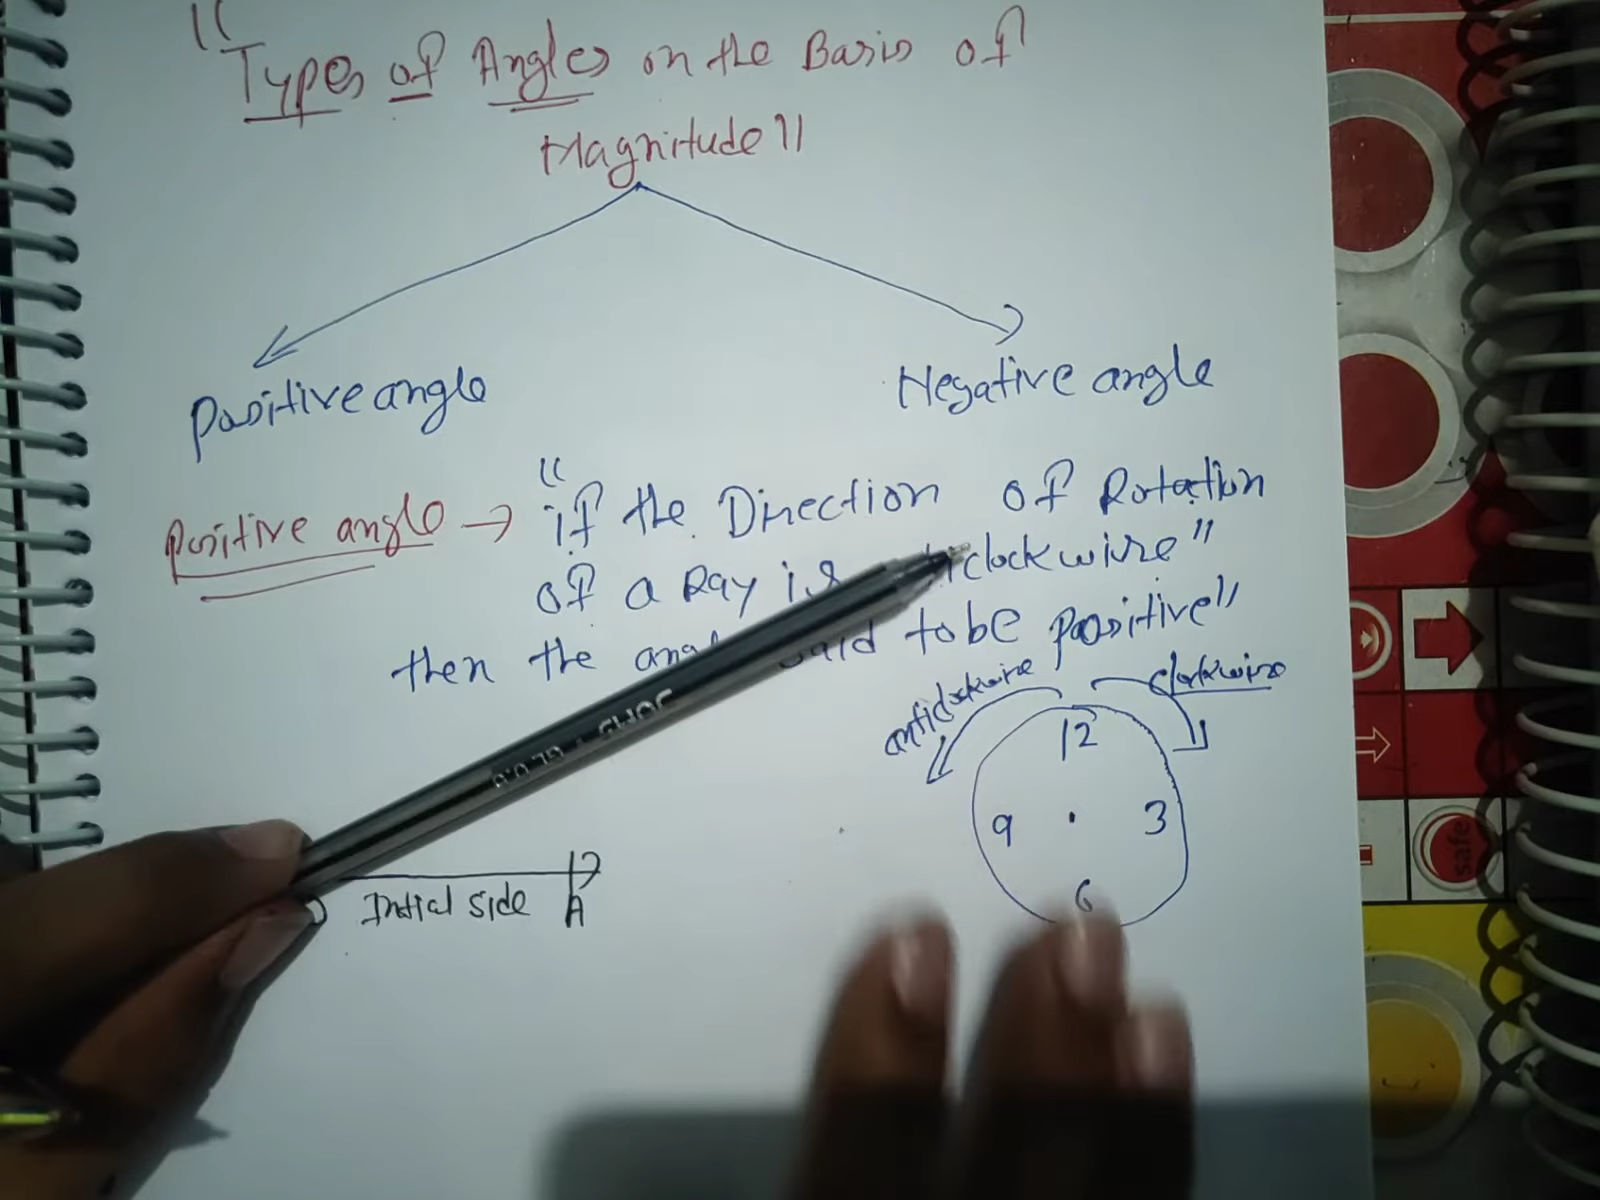 "Types of Angles on the Basis of
Magnitude"
Positive angle
Negative angle
Positive angle → "if the Direction of Rotation
of a Ray is clockwise"
then the said to be positive"
anticlockwise
clockwise
12
9
3
6
Initial side
A
safe